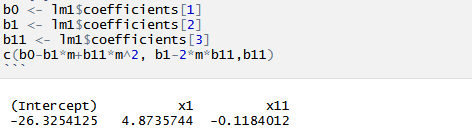 b0 <- lm1$coefficients[1]
b1 <- lm1$coefficients[2]
b11 <- lm1$coefficients[3]
c(b0-b1*m+b11*m^2, b1-2*m*b11,b11)
```
(Intercept)          x1         x11
-26.3254125   4.8735744  -0.1184012